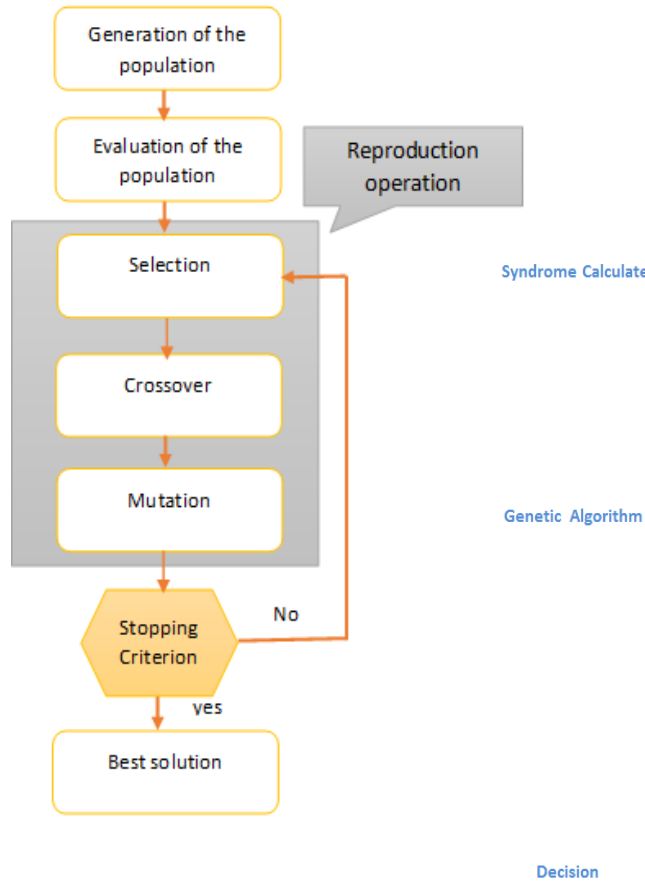 Generation of the
population
Evaluation of the
population
Reproduction
operation
Selection
Syndrome Calculate
Crossover
Mutation
Genetic Algorithm
No
Stopping
Criterion
yes
Best solution
Decision